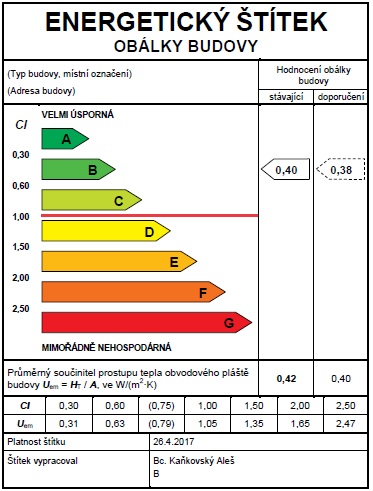 ENERGETICKÝ ŠTÍTEK
OBÁLKY BUDOVY
(Typ budovy, místní označení)
(Adresa budovy)
Hodnocení obálky
budovy
stávající doporučení
VELMI ÚSPORNÁ
CI
A
0,30
B
0,40 0,38
0,60
C
1,00
D
1,50
E
2,00
F
2,50
G
MIMOŘÁDNĚ NEHOSPODÁRNÁ
Průměrný součinitel prostupu tepla obvodového pláště
budovy Uem = HT / A, ve W/(m2·K)
0,42 0,40
CI 0,30 0,60 (0,75) 1,00 1,50 2,00 2,50
Uem 0,31 0,63 (0,79) 1,05 1,35 1,65 2,47
Platnost štítku 26.4.2017
Štítek vypracoval Bc. Kaňkovský Aleš
B